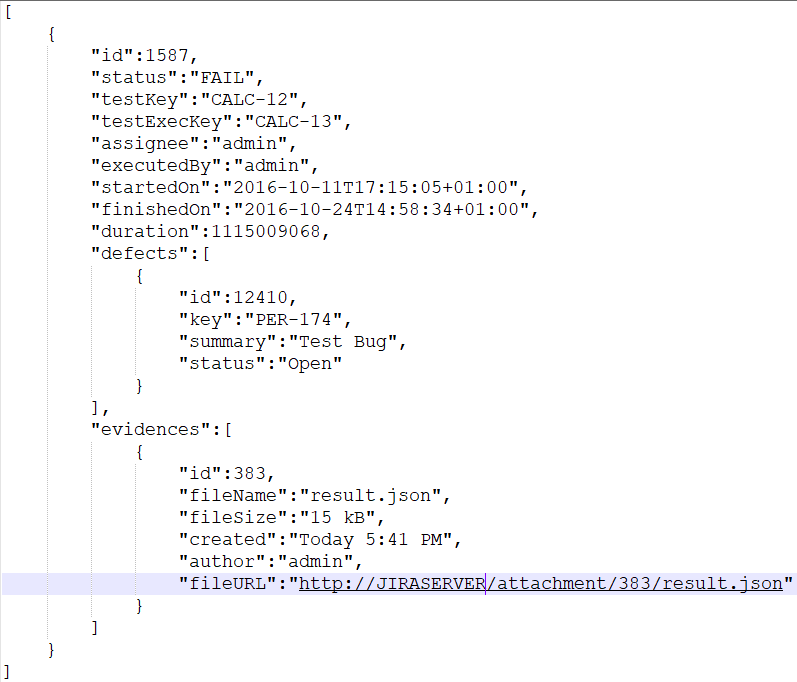 [
    {
        "id":1587,
        "status":"FAIL",
        "testKey":"CALC-12",
        "testExecKey":"CALC-13",
        "assignee":"admin",
        "executedBy":"admin",
        "startedOn":"2016-10-11T17:15:05+01:00",
        "finishedOn":"2016-10-24T14:58:34+01:00",
        "duration":1115009068,
        "defects":[
            {
                "id":12410,
                "key":"PER-174",
                "summary":"Test Bug",
                "status":"Open"
            }
        ],
        "evidences":[
            {
                "id":383,
                "fileName":"result.json",
                "fileSize":"15 kB",
                "created":"Today 5:41 PM",
                "author":"admin",
                "fileURL":"http://JIRASERVER/attachment/383/result.json"
            }
        ]
    }
]